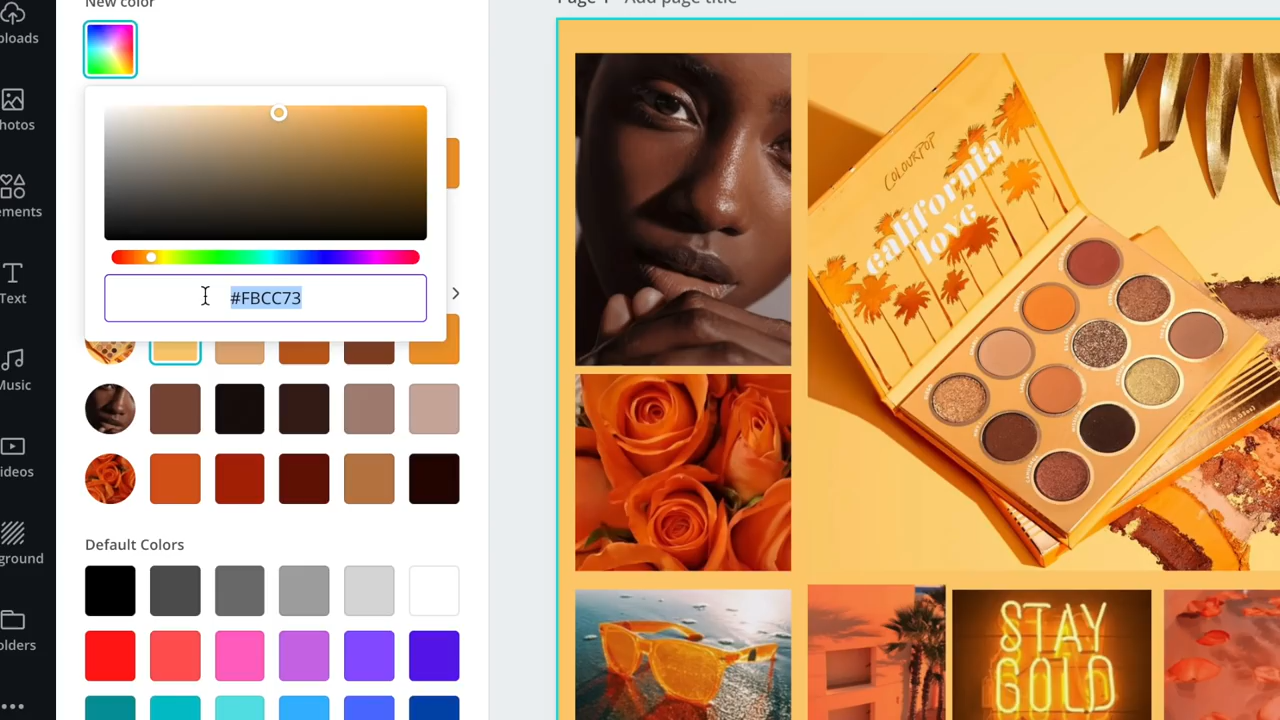 New color
#FBCC73
ploads
hotos
ements
Text
Music
ideos
ground
olders
Default Colors
Page 1 Add page title
COLOURPOP
california
love
STAY
GOLD